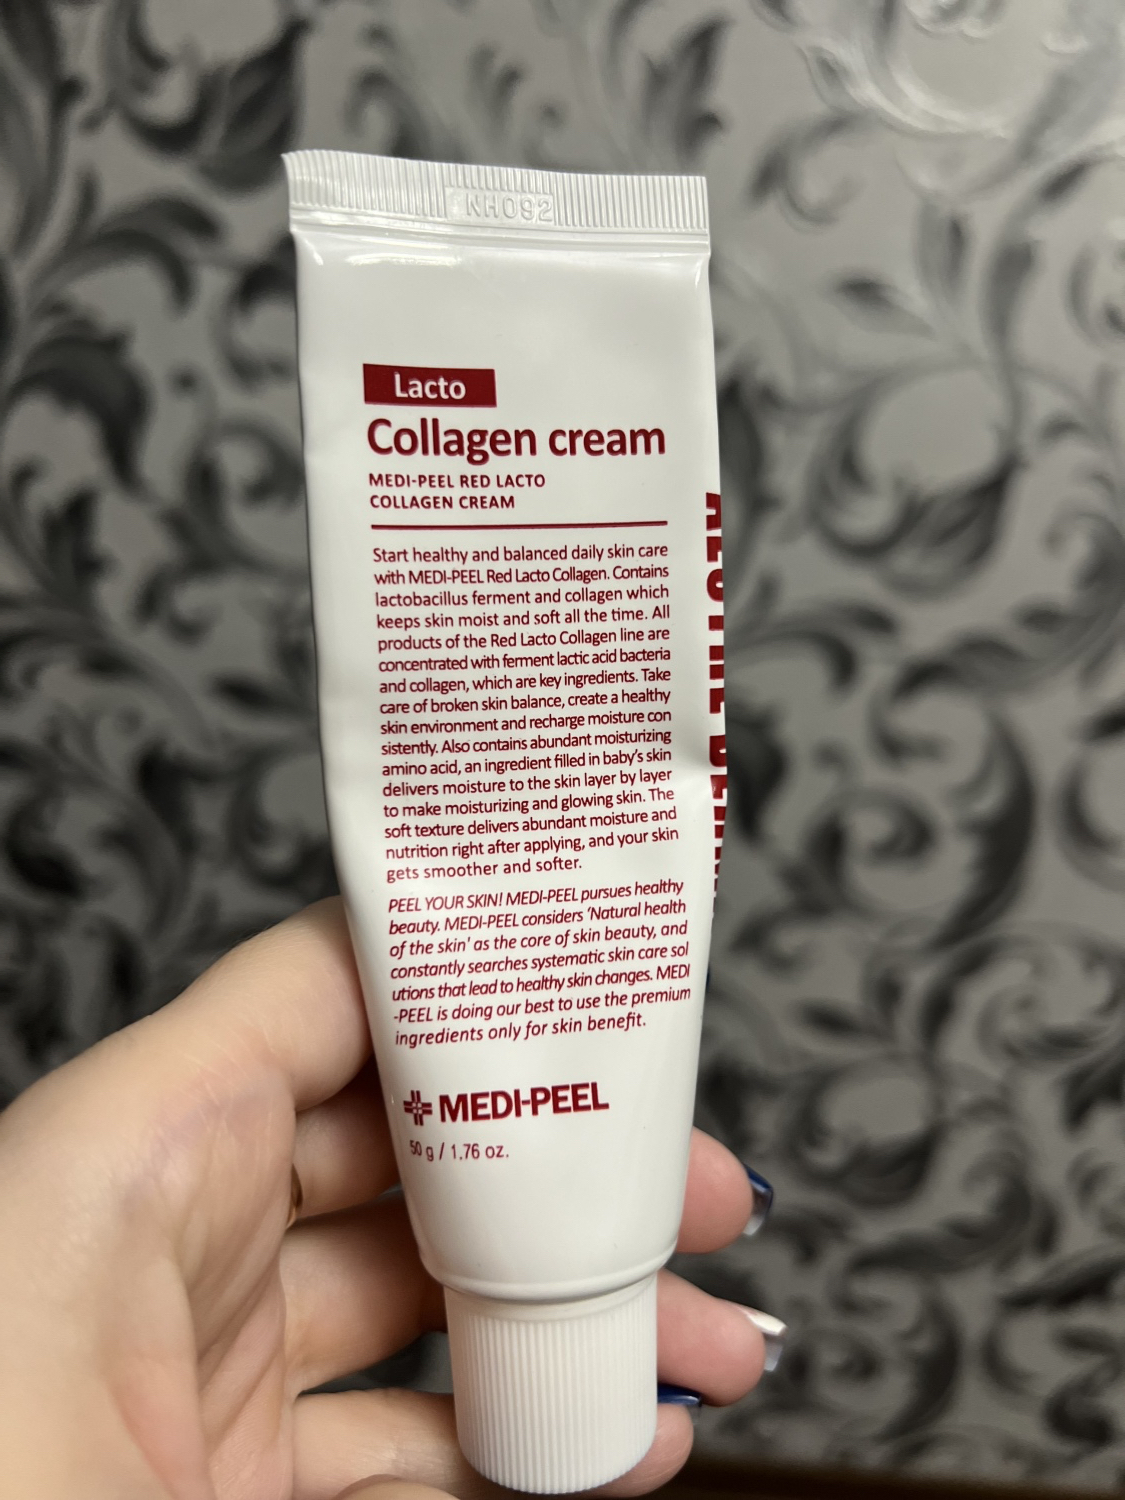 NH092
Lacto
Collagen cream
MEDI-PEEL RED LACTO
COLLAGEN CREAM
Start healthy and balanced daily skin care
with MEDI-PEEL Red Lacto Collagen. Contains
lactobacillus ferment and collagen which
keeps skin moist and soft all the time. All
products of the Red Lacto Collagen line are
concentrated with ferment lactic acid bacteria
and collagen, which are key ingredients. Take
care of broken skin balance, create a healthy
skin environment and recharge moisture con
sistently. Also contains abundant moisturizing
amino acid, an ingredient filled in baby's skin
delivers moisture to the skin layer by layer
to make moisturizing and glowing skin. The
soft texture delivers abundant moisture and
nutrition right after applying, and your skin
gets smoother and softer.
PEEL YOUR SKIN! MEDI-PEEL pursues healthy
beauty. MEDI-PEEL considers 'Natural health
of the skin' as the core of skin beauty, and
constantly searches systematic skin care sol
utions that lead to healthy skin changes. MEDI
-PEEL is doing our best to use the premium
ingredients only for skin benefit.
MEDI-PEEL
50 g / 1.76 oz.